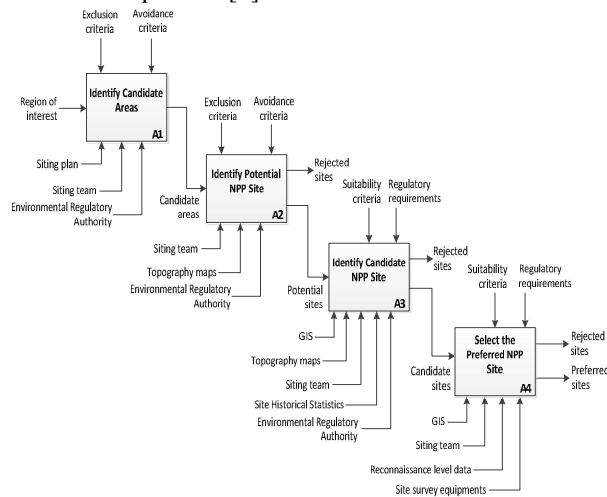 Exclusion
criteria
Avoidance
criteria
Region of
interest
Identify Candidate
Areas
A1
Siting plan
Siting team
Environmental Regulatory
Authority
Exclusion
criteria
Avoidance
criteria
Candidate
areas
Identify Potential
NPP Site
A2
Rejected
sites
Siting team
Topography maps
Environmental Regulatory
Authority
Suitability
criteria
Regulatory
requirements
Potential
sites
Identify Candidate
NPP Site
A3
Rejected
sites
GIS
Topography maps
Siting team
Site Historical Statistics
Environmental Regulatory
Authority
Suitability
criteria
Regulatory
requirements
Candidate
sites
Select the
Preferred NPP
Site
A4
Rejected
sites
Preferred
sites
GIS
Siting team
Reconnaissance level data
Site survey equipments